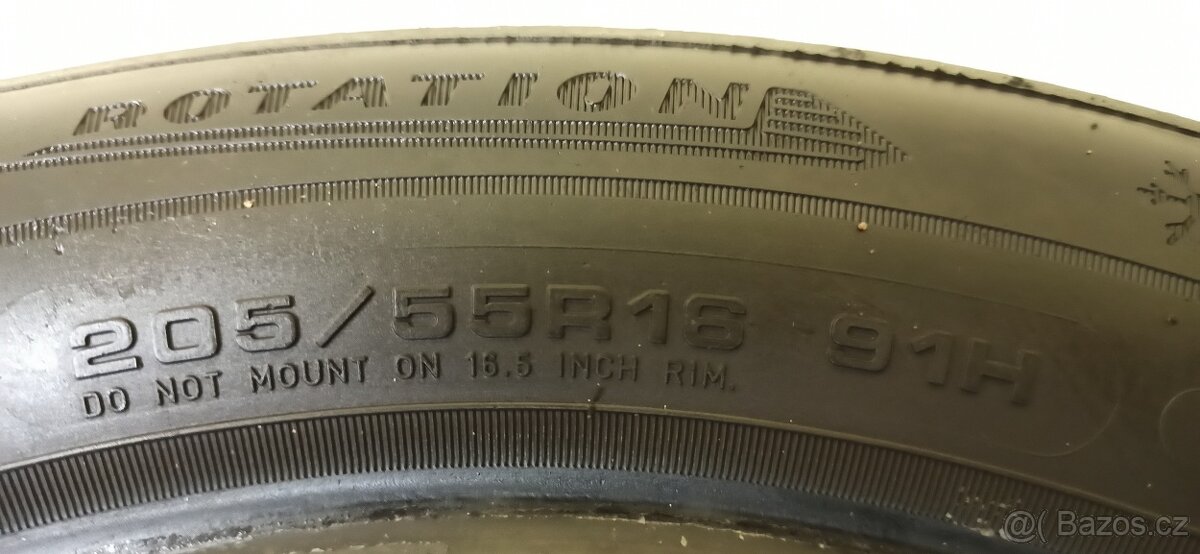 ROTATION
205/55R16 91H
DO NOT MOUNT ON 16.5 INCH RIM.
@( Bazos.cz